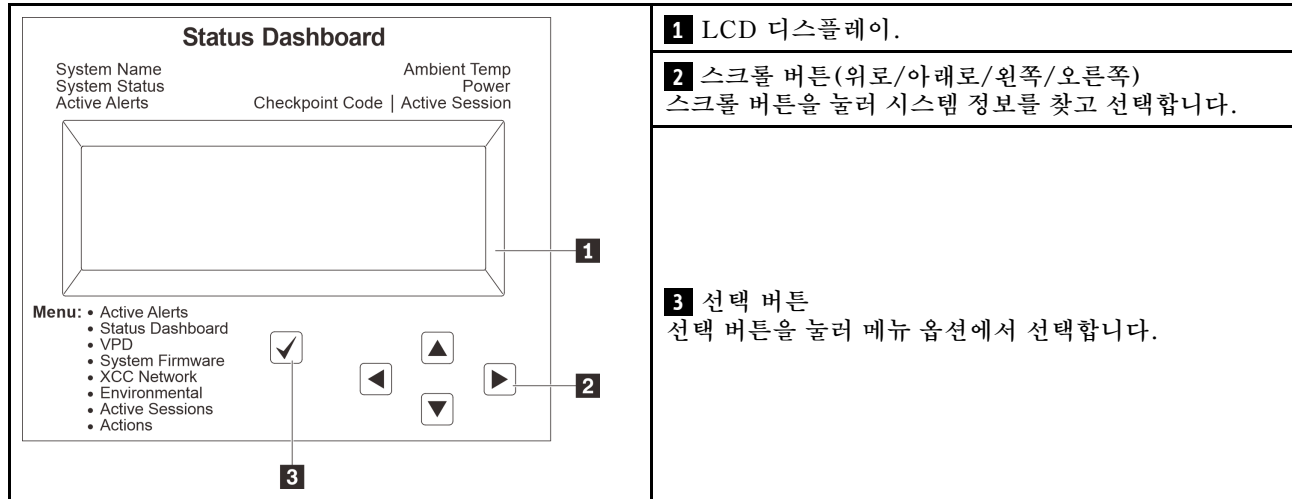 Status Dashboard
System Name
System Status
Active Alerts
Ambient Temp
Power
Checkpoint Code | Active Session
1
Menu: • Active Alerts
• Status Dashboard
• VPD
• System Firmware
• XCC Network
• Environmental
• Active Sessions
• Actions
2
3
1 LCD 디스플레이.
2 스크롤 버튼(위로/아래로/왼쪽/오른쪽)
스크롤 버튼을 눌러 시스템 정보를 찾고 선택합니다.
3 선택 버튼
선택 버튼을 눌러 메뉴 옵션에서 선택합니다.